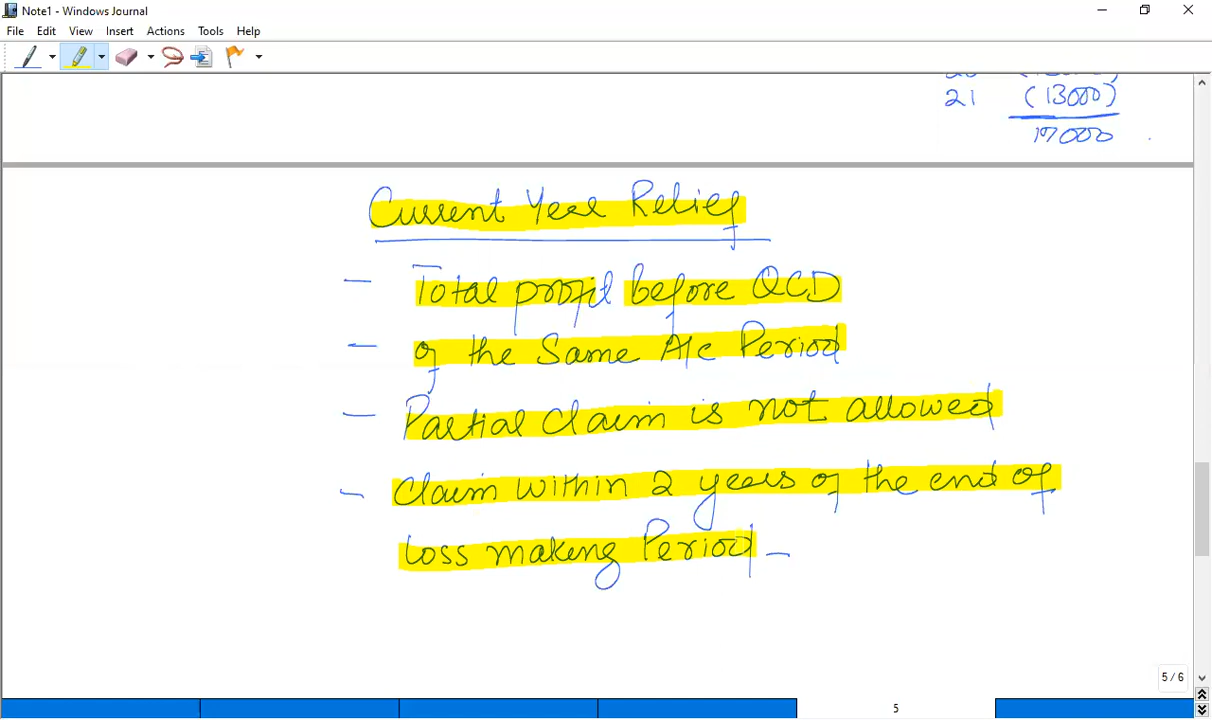 Note1 - Windows Journal
File Edit View Insert Actions Tools Help
21 (13000)
17000
Current Year Relief
- Total profit before QCD
- of the Same A/c Period
- Partial Claim is not allowed
- Claim within 2 years of the end of
loss making Period -
5 / 6
5